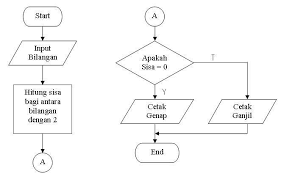 Start
Input
Bilangan
Hitung sisa
bagi antara
bilangan
dengan 2
A
A
Apakah
Sisa = 0
T
Y
Cetak
Genap
Cetak
Ganjil
End